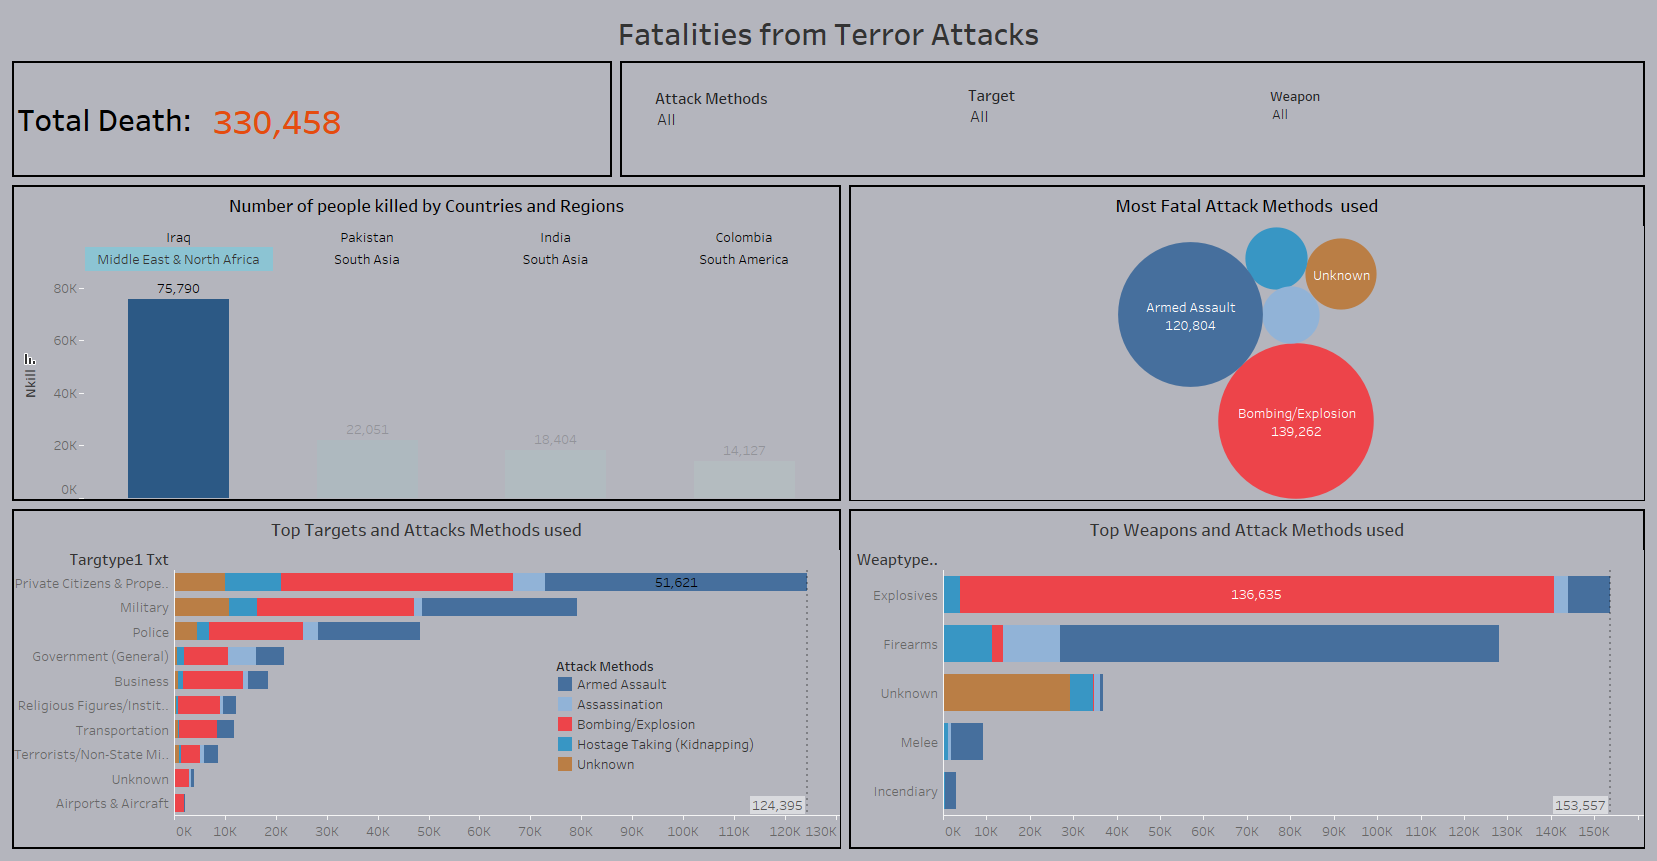 Fatalities from Terror Attacks
Total Death: 330,458
Attack Methods
All
Target
All
Weapon
All
Number of people killed by Countries and Regions
Iraq Pakistan India Colombia
Middle East & North Africa South Asia South Asia South America
80K
60K
40K
20K
0K
Nkill
75,790
22,051
18,404
14,127
Most Fatal Attack Methods used
Unknown
Armed Assault
120,804
Bombing/Explosion
139,262
Top Targets and Attacks Methods used
Targtype1 Txt
Private Citizens & Prope..
51,621
Military
Police
Government (General)
Business
Religious Figures/Instit..
Transportation
Terrorists/Non-State Mi..
Unknown
Airports & Aircraft
Attack Methods
Armed Assault
Assassination
Bombing/Explosion
Hostage Taking (Kidnapping)
Unknown
124,395
0K 10K 20K 30K 40K 50K 60K 70K 80K 90K 100K 110K 120K 130K
Top Weapons and Attack Methods used
Weaptype..
Explosives
136,635
Firearms
Unknown
Melee
Incendiary
153,557
0K 10K 20K 30K 40K 50K 60K 70K 80K 90K 100K 110K 120K 130K 140K 150K